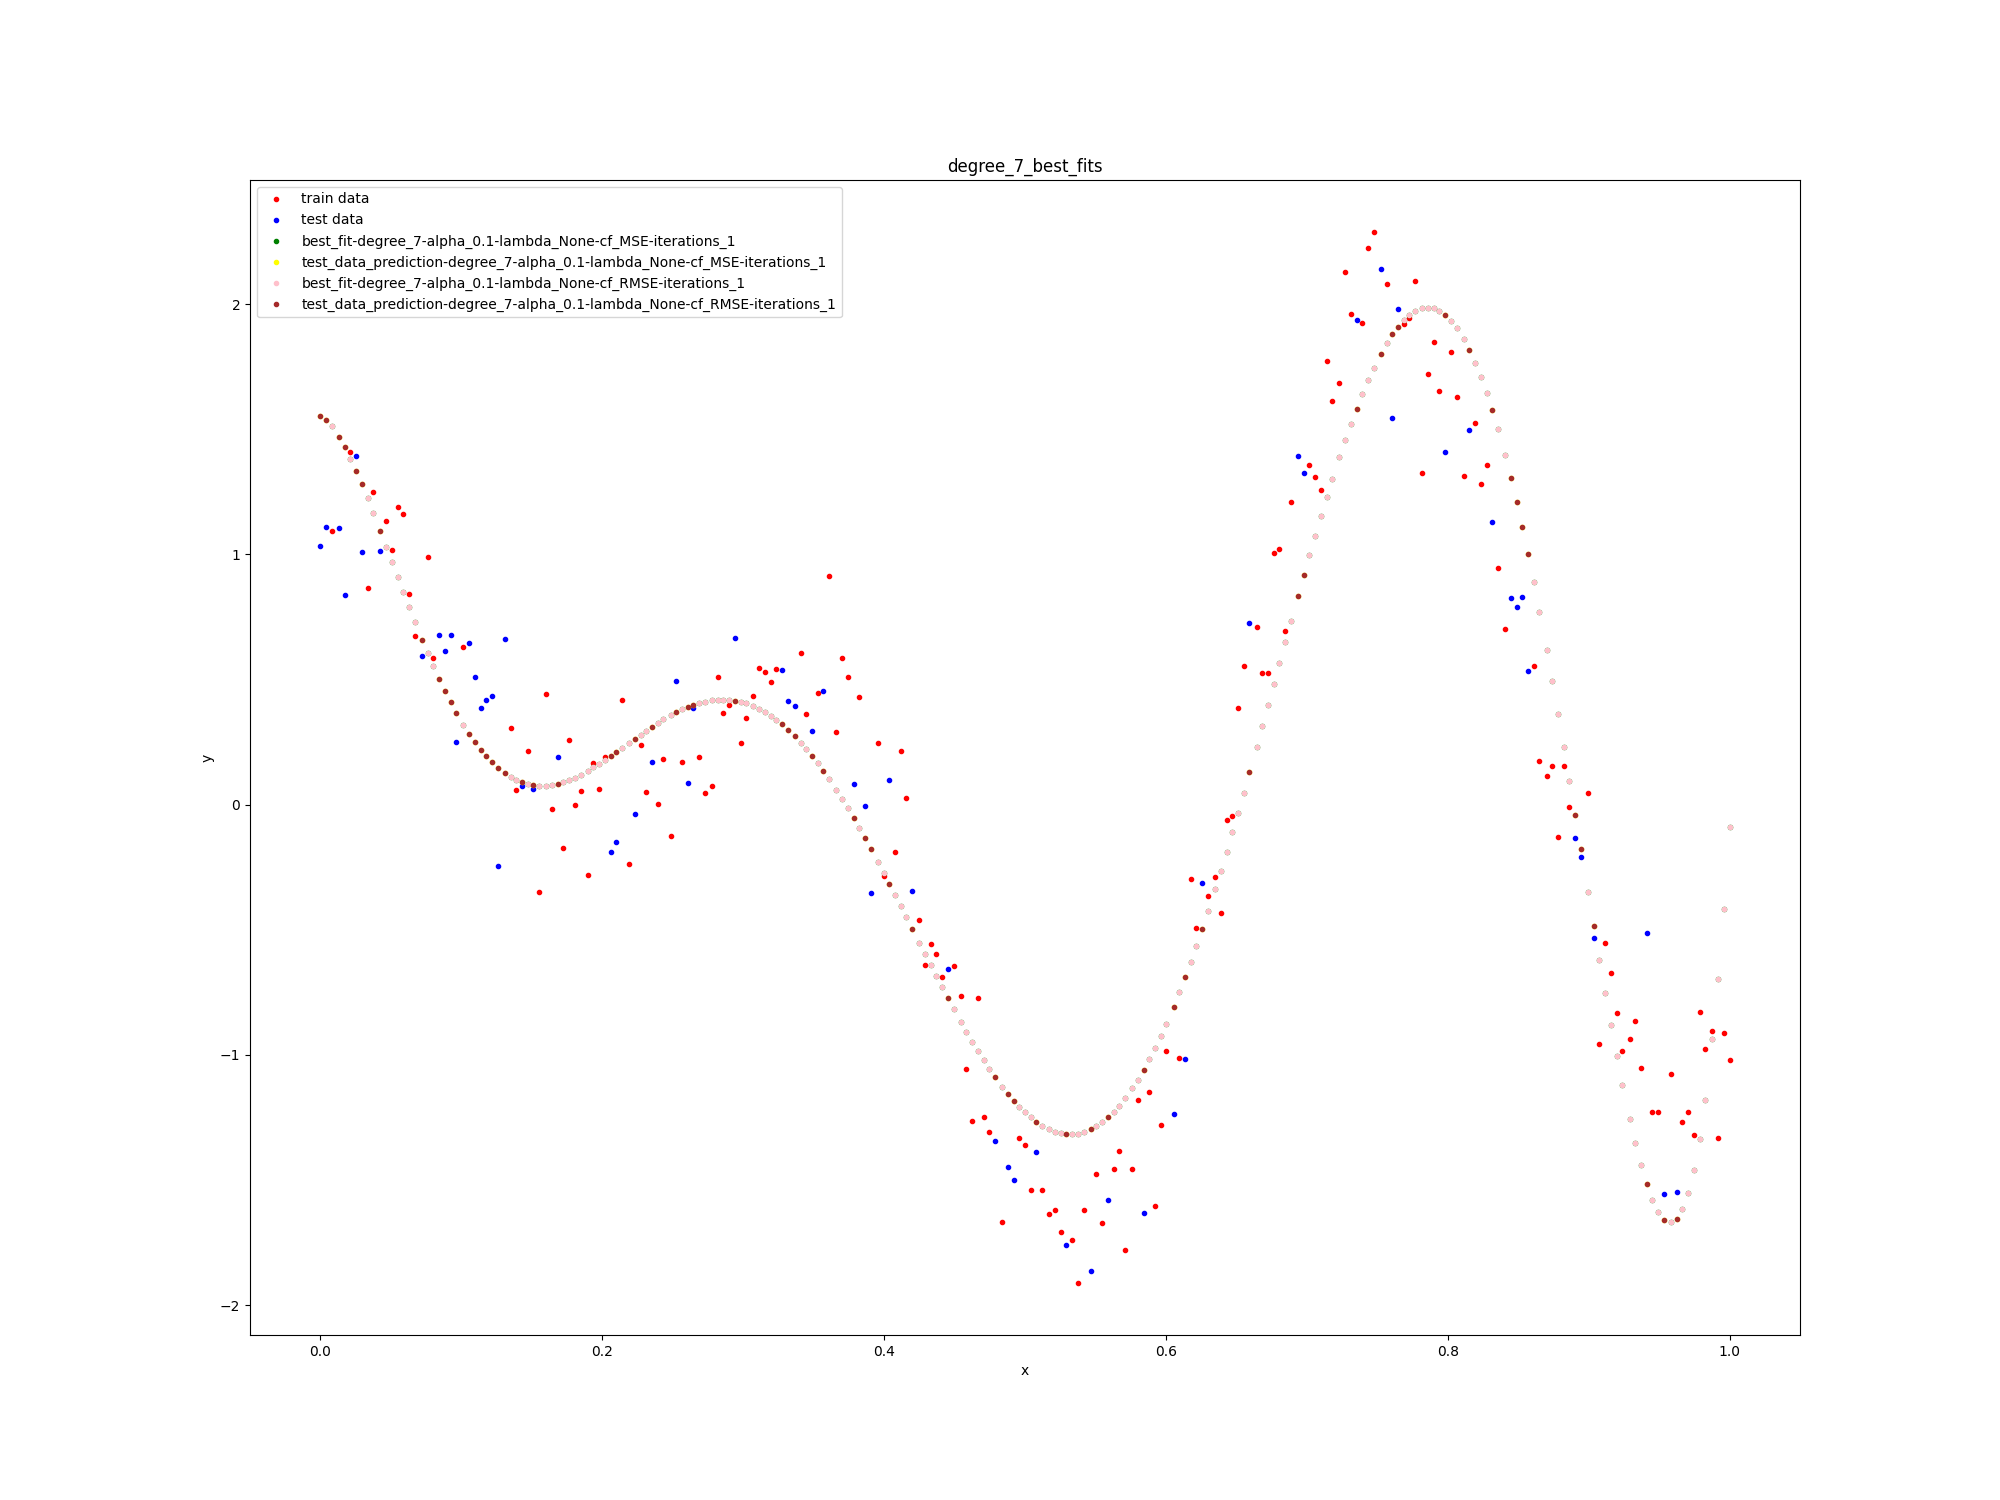 degree_7_best_fits
train data
test data
best_fit-degree_7-alpha_0.1-lambda_None-cf_MSE-iterations_1
test_data_prediction-degree_7-alpha_0.1-lambda_None-cf_MSE-iterations_1
best_fit-degree_7-alpha_0.1-lambda_None-cf_RMSE-iterations_1
test_data_prediction-degree_7-alpha_0.1-lambda_None-cf_RMSE-iterations_1
2
1
0
−1
−2
y
0.0 0.2 0.4 0.6 0.8 1.0
x